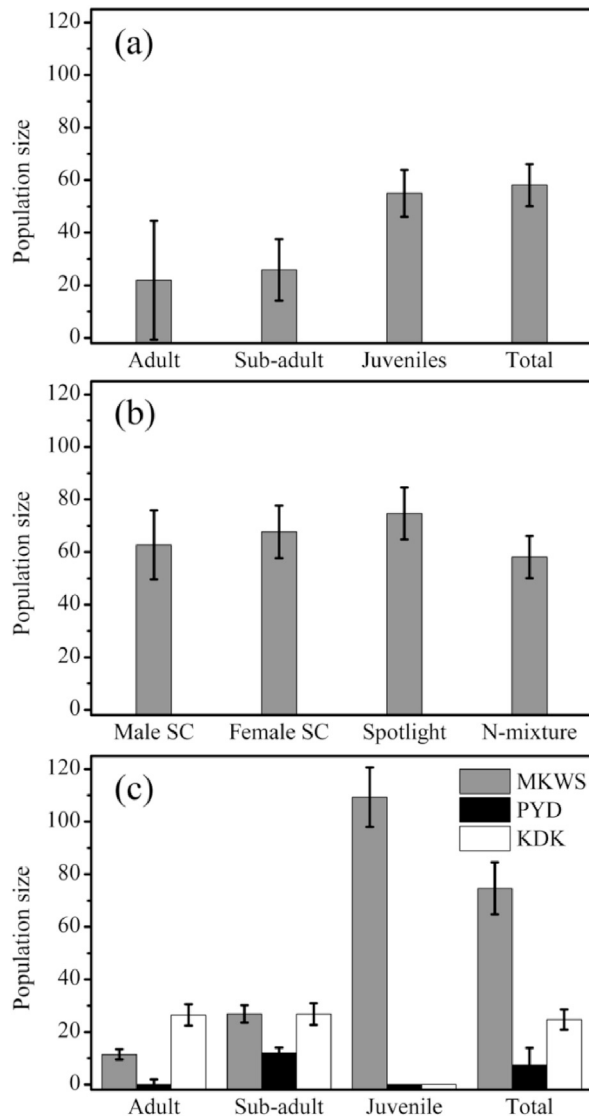 (a)
Population size
120
100
80
60
40
20
0
Adult Sub-adult Juveniles Total
(b)
Population size
120
100
80
60
40
20
0
Male SC Female SC Spotlight N-mixture
(c)
MKWS
PYD
KDK
Population size
120
100
80
60
40
20
0
Adult Sub-adult Juvenile Total